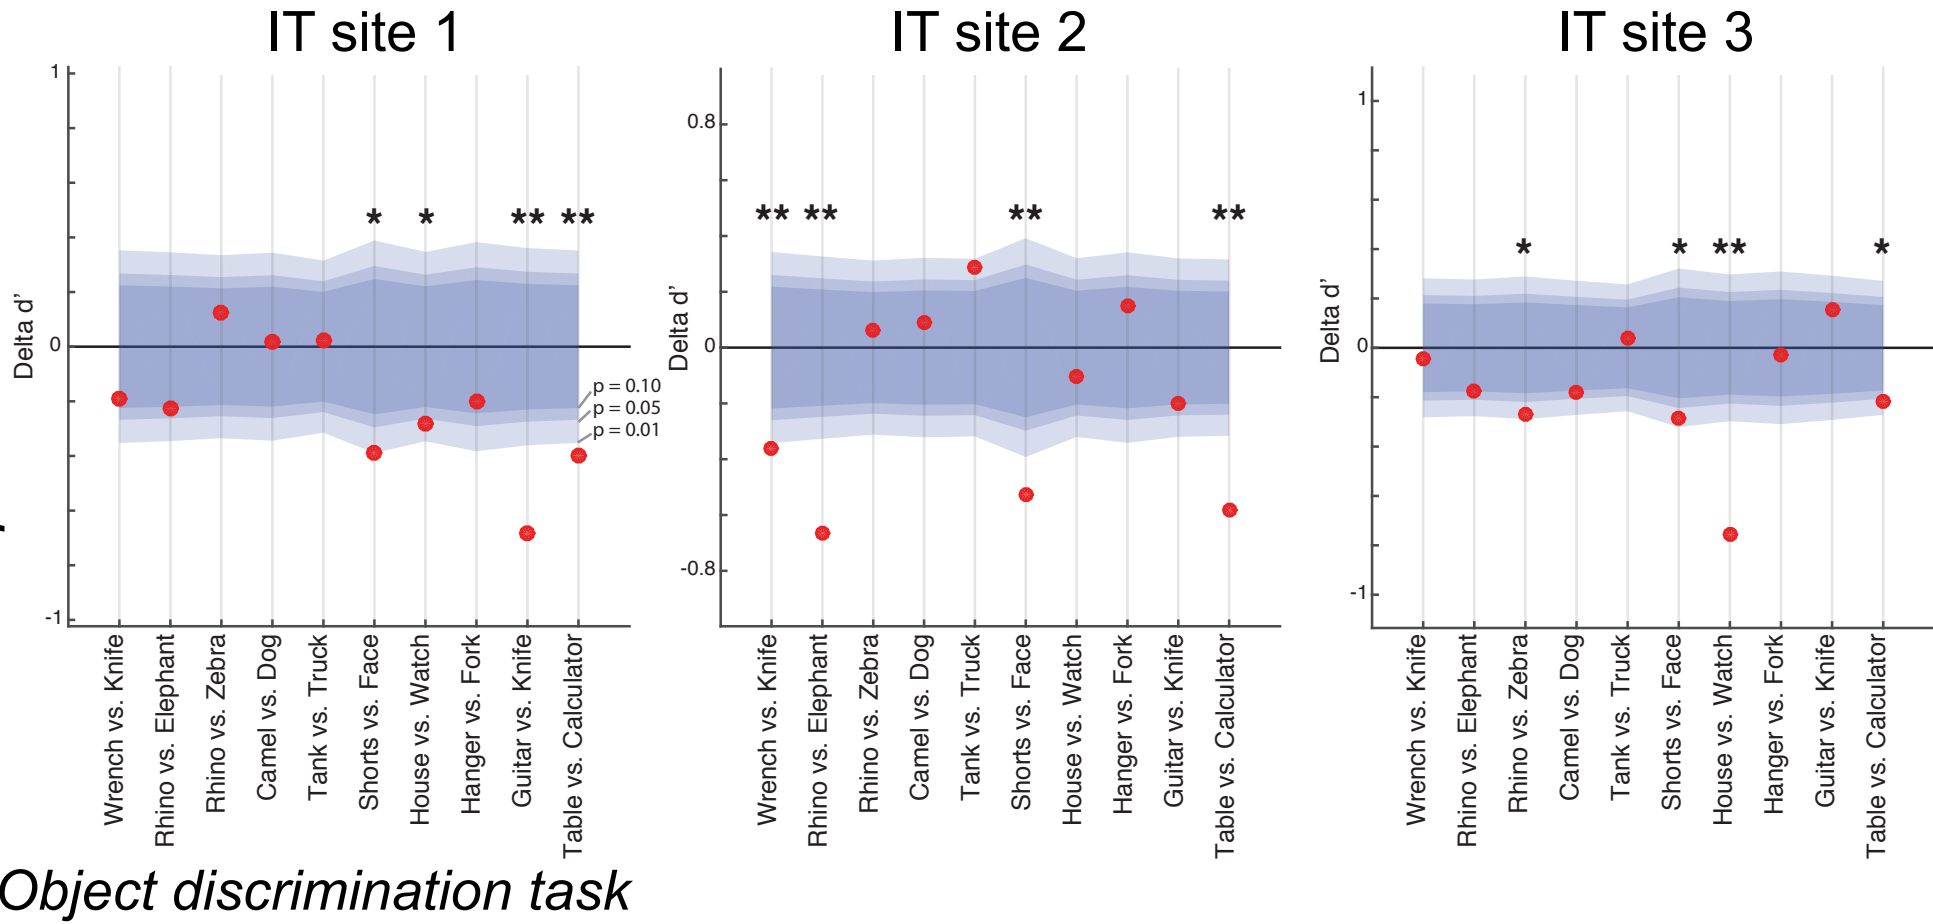 IT site 1
IT site 2
IT site 3
1
0
-1
Delta d'
* * ** **
p = 0.10
p = 0.05
p = 0.01
Wrench vs. Knife
Rhino vs. Elephant
Rhino vs. Zebra
Camel vs. Dog
Tank vs. Truck
Shorts vs. Face
House vs. Watch
Hanger vs. Fork
Guitar vs. Knife
Table vs. Calculator
0.8
0
-0.8
Delta d'
** ** ** **
Wrench vs. Knife
Rhino vs. Elephant
Rhino vs. Zebra
Camel vs. Dog
Tank vs. Truck
Shorts vs. Face
House vs. Watch
Hanger vs. Fork
Guitar vs. Knife
Table vs. Calculator
1
0
-1
Delta d'
* * ** *
Wrench vs. Knife
Rhino vs. Elephant
Rhino vs. Zebra
Camel vs. Dog
Tank vs. Truck
Shorts vs. Face
House vs. Watch
Hanger vs. Fork
Guitar vs. Knife
Table vs. Calculator
Object discrimination task